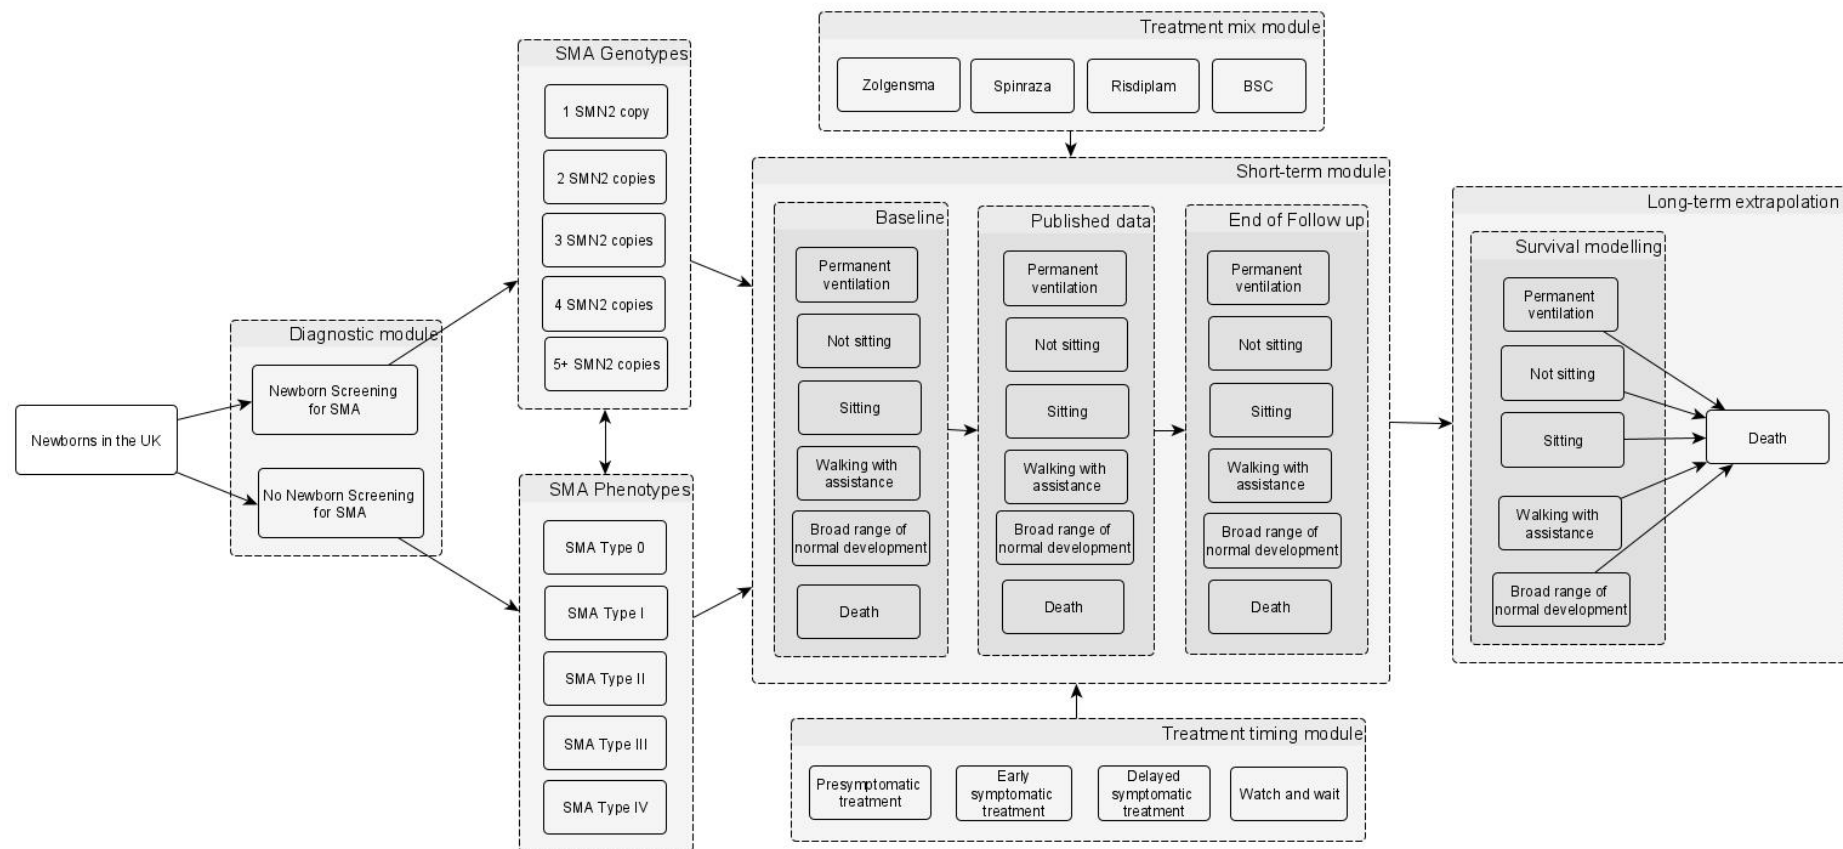 Newborns in the UK
Diagnostic module
Newborn Screening
for SMA
No Newborn Screening
for SMA
SMA Genotypes
1 SMN2 copy
2 SMN2 copies
3 SMN2 copies
4 SMN2 copies
5+ SMN2 copies
SMA Phenotypes
SMA Type 0
SMA Type I
SMA Type II
SMA Type III
SMA Type IV
Treatment mix module
Zolgensma
Spinraza
Risdiplam
BSC
Short-term module
Baseline
Permanent
ventilation
Not sitting
Sitting
Walking with
assistance
Broad range of
normal development
Death
Published data
Permanent
ventilation
Not sitting
Sitting
Walking with
assistance
Broad range of
normal development
Death
End of Follow up
Permanent
ventilation
Not sitting
Sitting
Walking with
assistance
Broad range of
normal development
Death
Treatment timing module
Presymptomatic
treatment
Early
symptomatic
treatment
Delayed
symptomatic
treatment
Watch and wait
Long-term extrapolation
Survival modelling
Permanent
ventilation
Not sitting
Sitting
Walking with
assistance
Broad range of
normal development
Death